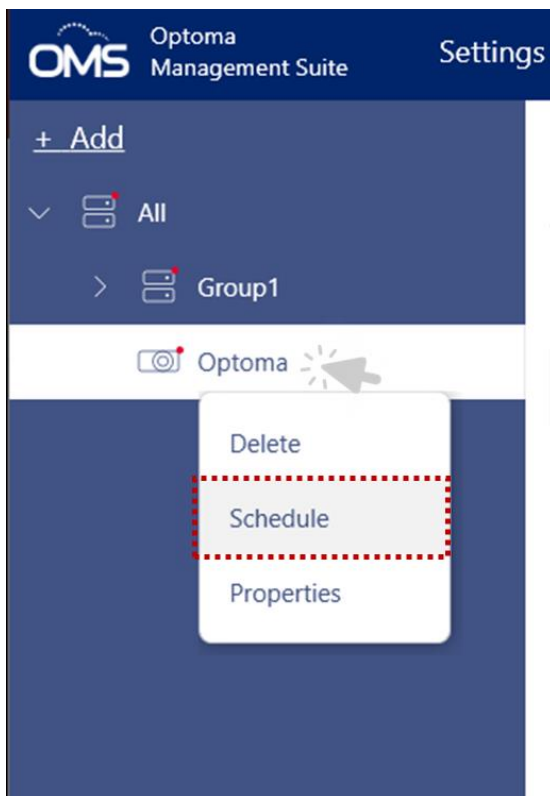 OMS
Optoma
Management Suite
Settings
+ Add
All
Group1
Optoma
Delete
Schedule
Properties